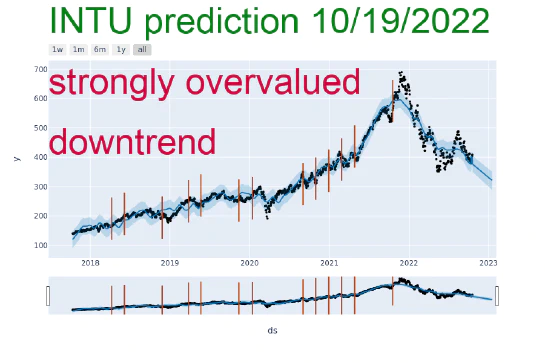 INTU prediction 10/19/2022
1w 1m 6m 1y all
700
strongly overvalued
600
500
downtrend
400
y
300
200
100
2018 2019 2020 2021 2022 2023
ds